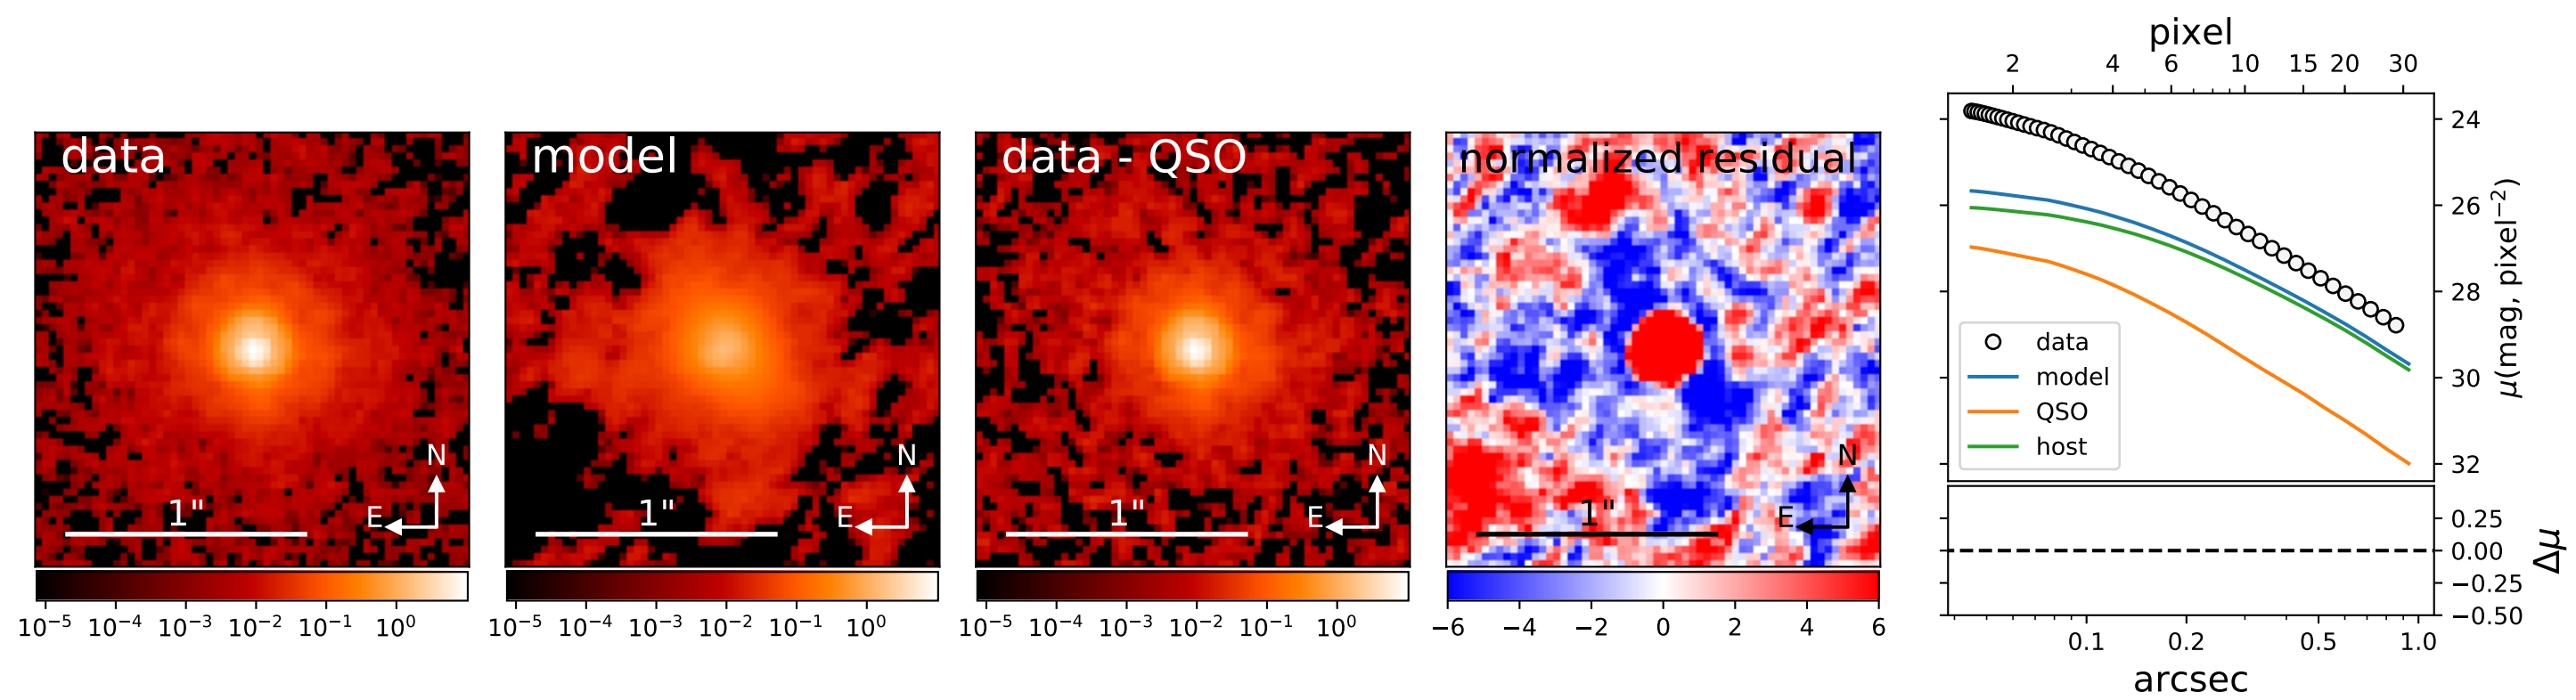 data
N
E
1"
10⁻⁵ 10⁻⁴ 10⁻³ 10⁻² 10⁻¹ 10⁰
model
N
E
1"
10⁻⁵ 10⁻⁴ 10⁻³ 10⁻² 10⁻¹ 10⁰
data - QSO
N
E
1"
10⁻⁵ 10⁻⁴ 10⁻³ 10⁻² 10⁻¹ 10⁰
normalized residual
N
E
1"
−6 −4 −2 0 2 4 6
pixel
2 4 6 10 15 20 30
24
26
28
30
32
μ(mag, pixel⁻²)
data
model
QSO
host
0.25
0.00
−0.25
−0.50
Δμ
0.1 0.2 0.5 1.0
arcsec